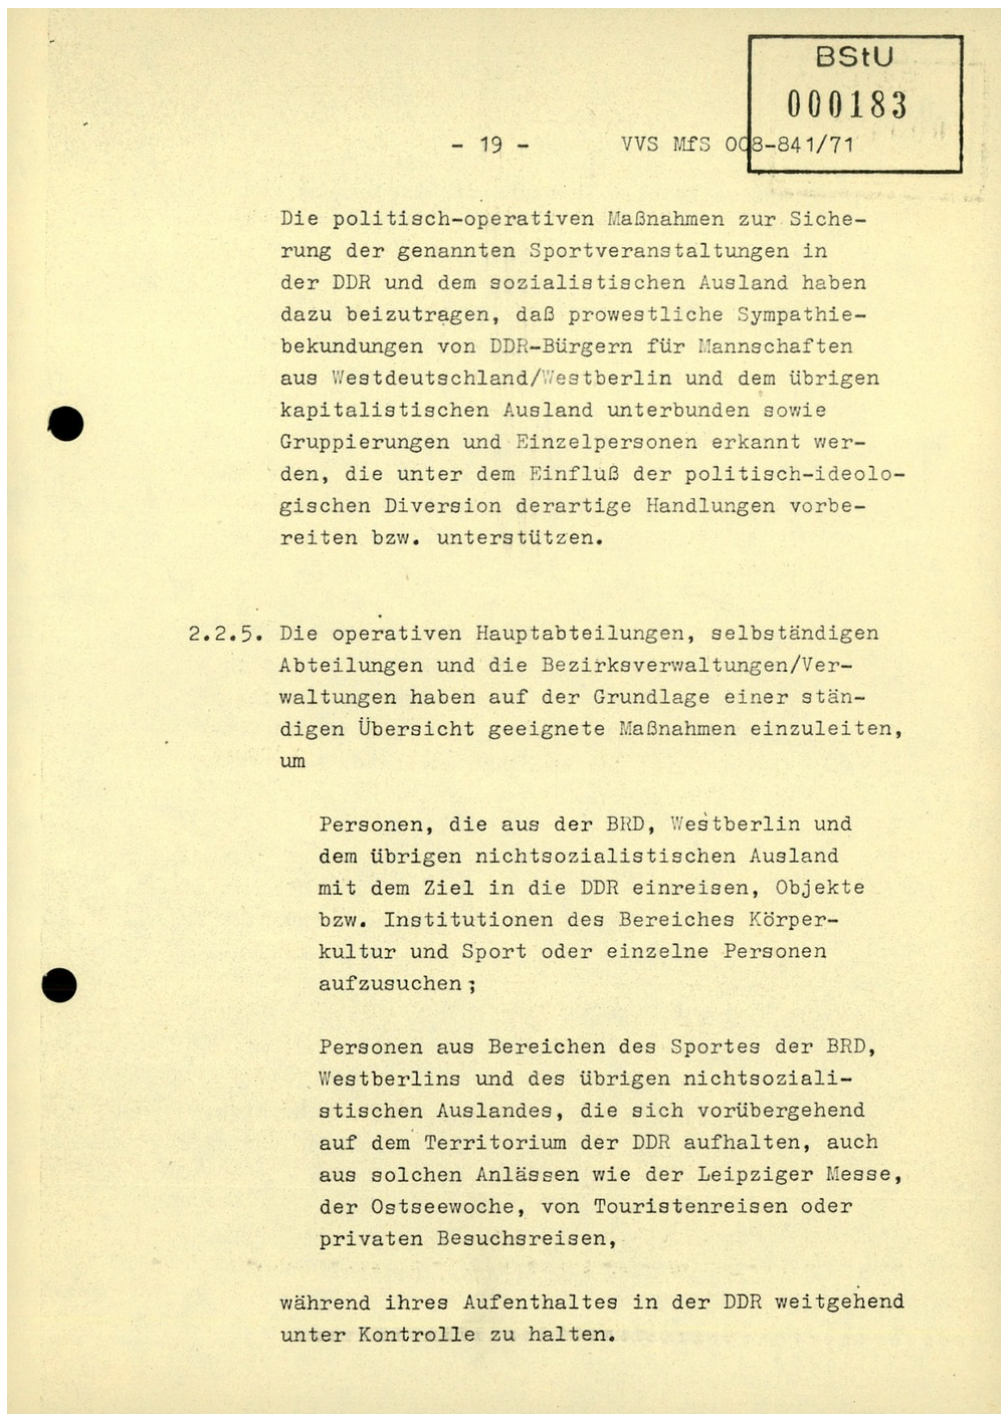 BStU
000183
- 19 - VVS MfS 008-841/71
Die politisch-operativen Maßnahmen zur Siche-
rung der genannten Sportveranstaltungen in
der DDR und dem sozialistischen Ausland haben
dazu beizutragen, daß prowestliche Sympathie-
bekundungen von DDR-Bürgern für Mannschaften
aus Westdeutschland/Westberlin und dem übrigen
kapitalistischen Ausland unterbunden sowie
Gruppierungen und Einzelpersonen erkannt wer-
den, die unter dem Einfluß der politisch-ideolo-
gischen Diversion derartige Handlungen vorbe-
reiten bzw. unterstützen.
2.2.5. Die operativen Hauptabteilungen, selbständigen
Abteilungen und die Bezirksverwaltungen/Ver-
waltungen haben auf der Grundlage einer stän-
digen Übersicht geeignete Maßnahmen einzuleiten,
um
Personen, die aus der BRD, Westberlin und
dem übrigen nichtsozialistischen Ausland
mit dem Ziel in die DDR einreisen, Objekte
bzw. Institutionen des Bereiches Körper-
kultur und Sport oder einzelne Personen
aufzusuchen;
Personen aus Bereichen des Sportes der BRD,
Westberlins und des übrigen nichtsoziali-
stischen Auslandes, die sich vorübergehend
auf dem Territorium der DDR aufhalten, auch
aus solchen Anlässen wie der Leipziger Messe,
der Ostseewoche, von Touristenreisen oder
privaten Besuchsreisen,
während ihres Aufenthaltes in der DDR weitgehend
unter Kontrolle zu halten.